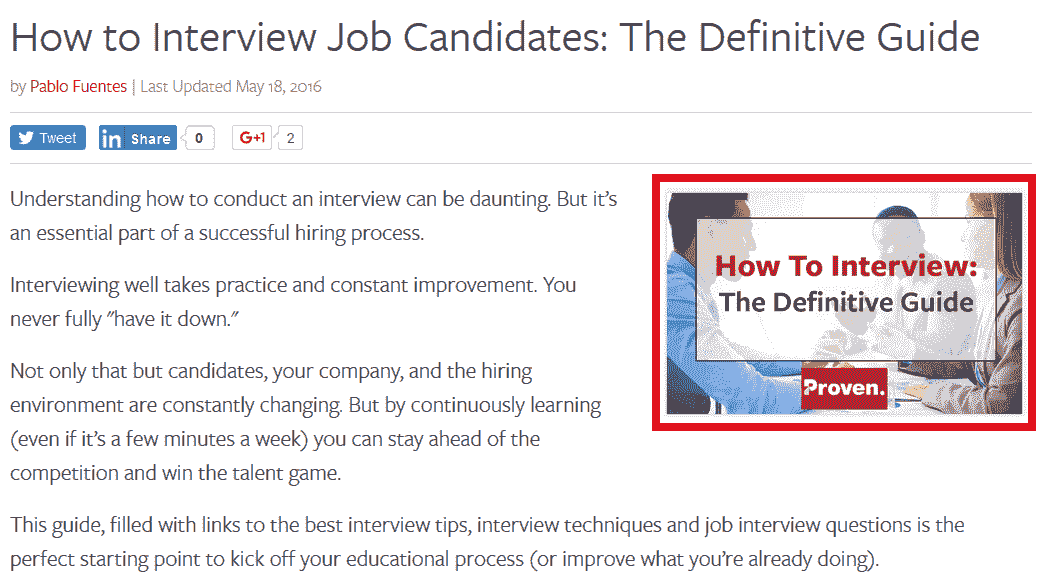 How to Interview Job Candidates: The Definitive Guide
by Pablo Fuentes | Last Updated May 18, 2016
Tweet
in Share 0
G+1 2
Understanding how to conduct an interview can be daunting. But it's
an essential part of a successful hiring process.
Interviewing well takes practice and constant improvement. You
never fully "have it down."
Not only that but candidates, your company, and the hiring
environment are constantly changing. But by continuously learning
(even if it's a few minutes a week) you can stay ahead of the
competition and win the talent game.
How To Interview:
The Definitive Guide
Proven.
This guide, filled with links to the best interview tips, interview techniques and job interview questions is the
perfect starting point to kick off your educational process (or improve what you're already doing).